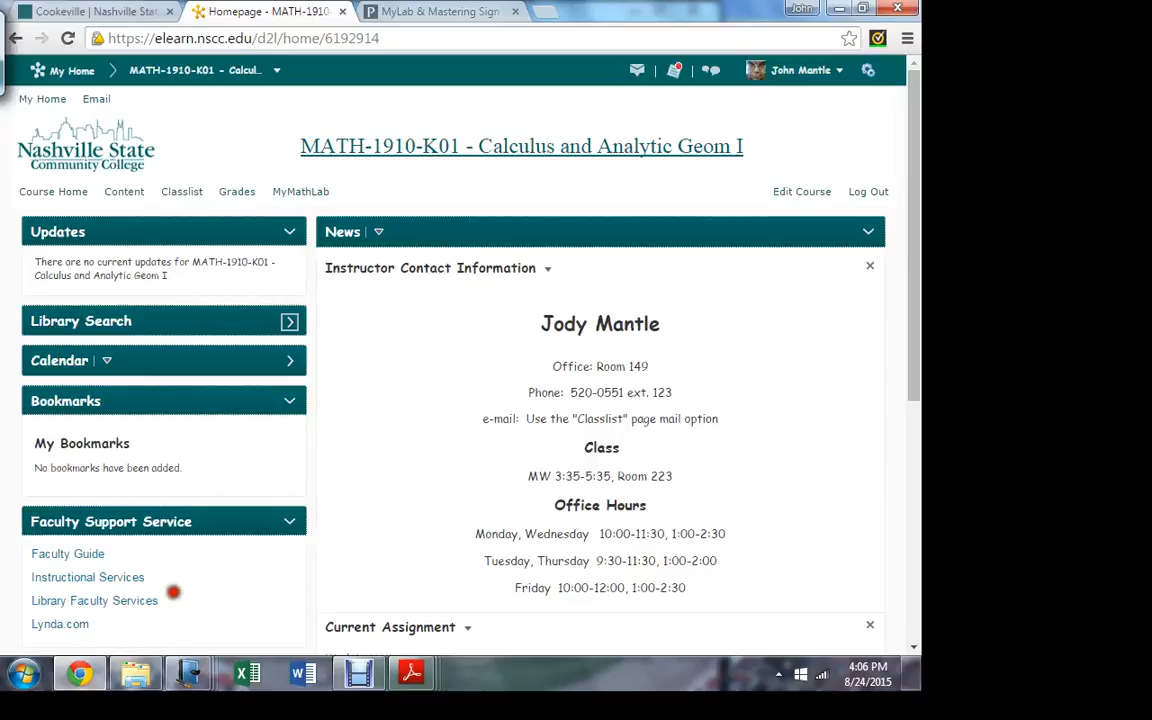 Cookeville | Nashville Stat
Homepage - MATH-1910-
MyLab & Mastering Sign
John
https://elearn.nscc.edu/d2l/home/6192914
My Home
MATH-1910-K01 - Calcul...
John Mantle
My Home Email
Nashville State
Community College
MATH-1910-K01 - Calculus and Analytic Geom I
Course Home Content Classlist Grades MyMathLab Edit Course Log Out
Updates
There are no current updates for MATH-1910-K01 -
Calculus and Analytic Geom I
Library Search
Calendar
Bookmarks
My Bookmarks
No bookmarks have been added.
Faculty Support Service
Faculty Guide
Instructional Services
Library Faculty Services
Lynda.com
News
Instructor Contact Information
Jody Mantle
Office: Room 149
Phone: 520-0551 ext. 123
e-mail: Use the "Classlist" page mail option
Class
MW 3:35-5:35, Room 223
Office Hours
Monday, Wednesday 10:00-11:30, 1:00-2:30
Tuesday, Thursday 9:30-11:30, 1:00-2:00
Friday 10:00-12:00, 1:00-2:30
Current Assignment
4:06 PM
8/24/2015